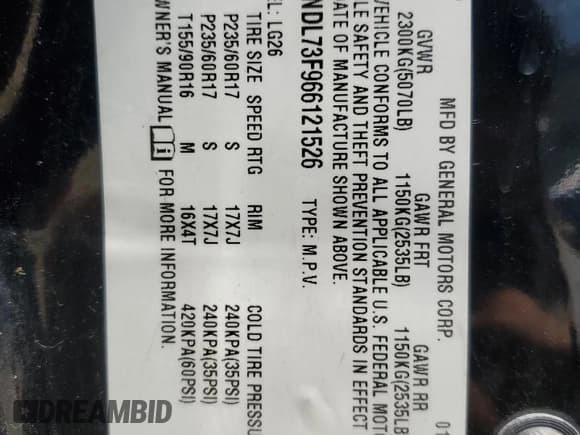 MFD BY GENERAL MOTORS CORP. 01
GVWR GAWR FRT GAWR RR
2300KG(5070LB) 1150KG(2535LB) 1150KG(2535LB
VEHICLE CONFORMS TO ALL APPLICABLE U.S. FEDERAL MOT
LE SAFETY AND THEFT PREVENTION STANDARDS IN EFFECT
ATE OF MANUFACTURE SHOWN ABOVE.
NDL73F966121526 TYPE: M.P.V.
EL: LG26
TIRE SIZE SPEED RTG RIM COLD TIRE PRESSU
P235/60R17 S 17X7J 240KPA(35PSI)
P235/60R17 S 17X7J 240KPA(35PSI)
T155/90R16 M 16X4T 420KPA(60PSI)
WNER'S MANUAL i FOR MORE INFORMATION.
DREAMBID